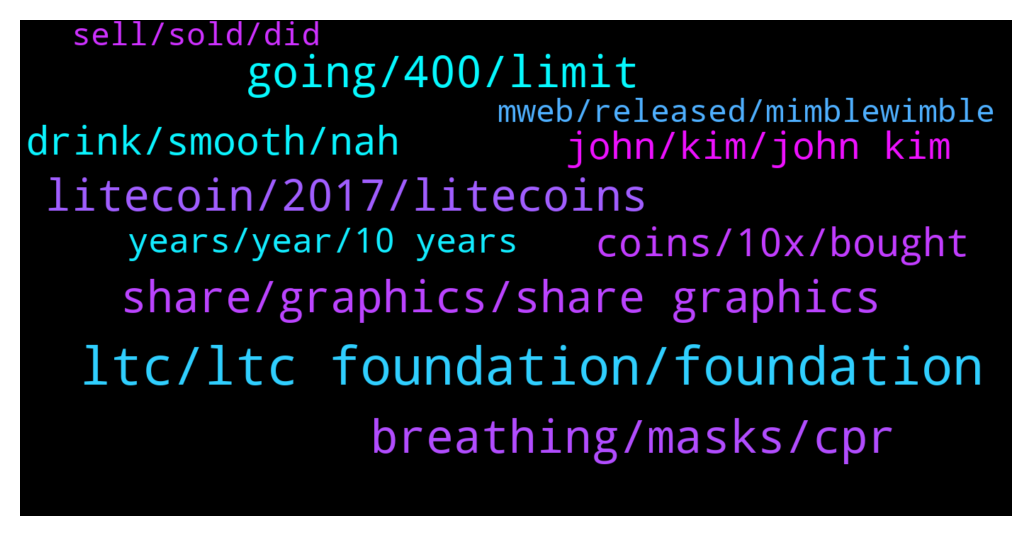 sell/sold/did
going/400/limit
mweb/released/mimblewimble
drink/smooth/nah
john/kim/john kim
litecoin/2017/litecoins
years/year/10 years
coins/10x/bought
share/graphics/share graphics
ltc/ltc foundation/foundation
breathing/masks/cpr